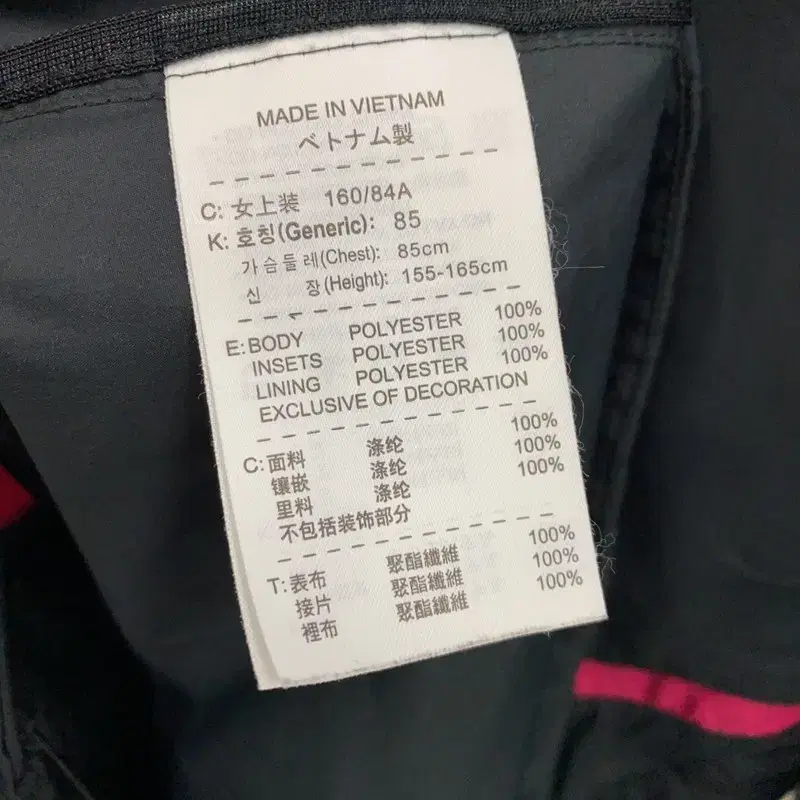 MADE IN VIETNAM
ベトナム製
C: 女上装 160/84A
K: 호칭(Generic): 85
가슴둘레(Chest): 85cm
신 장(Height): 155-165cm
E: BODY POLYESTER 100%
INSETS POLYESTER 100%
LINING POLYESTER 100%
EXCLUSIVE OF DECORATION
C: 面料 涤纶 100%
镶嵌 涤纶 100%
里料 涤纶 100%
不包括装饰部分
T: 表布 聚酯纖維 100%
接片 聚酯纖維 100%
裡布 聚酯纖維 100%